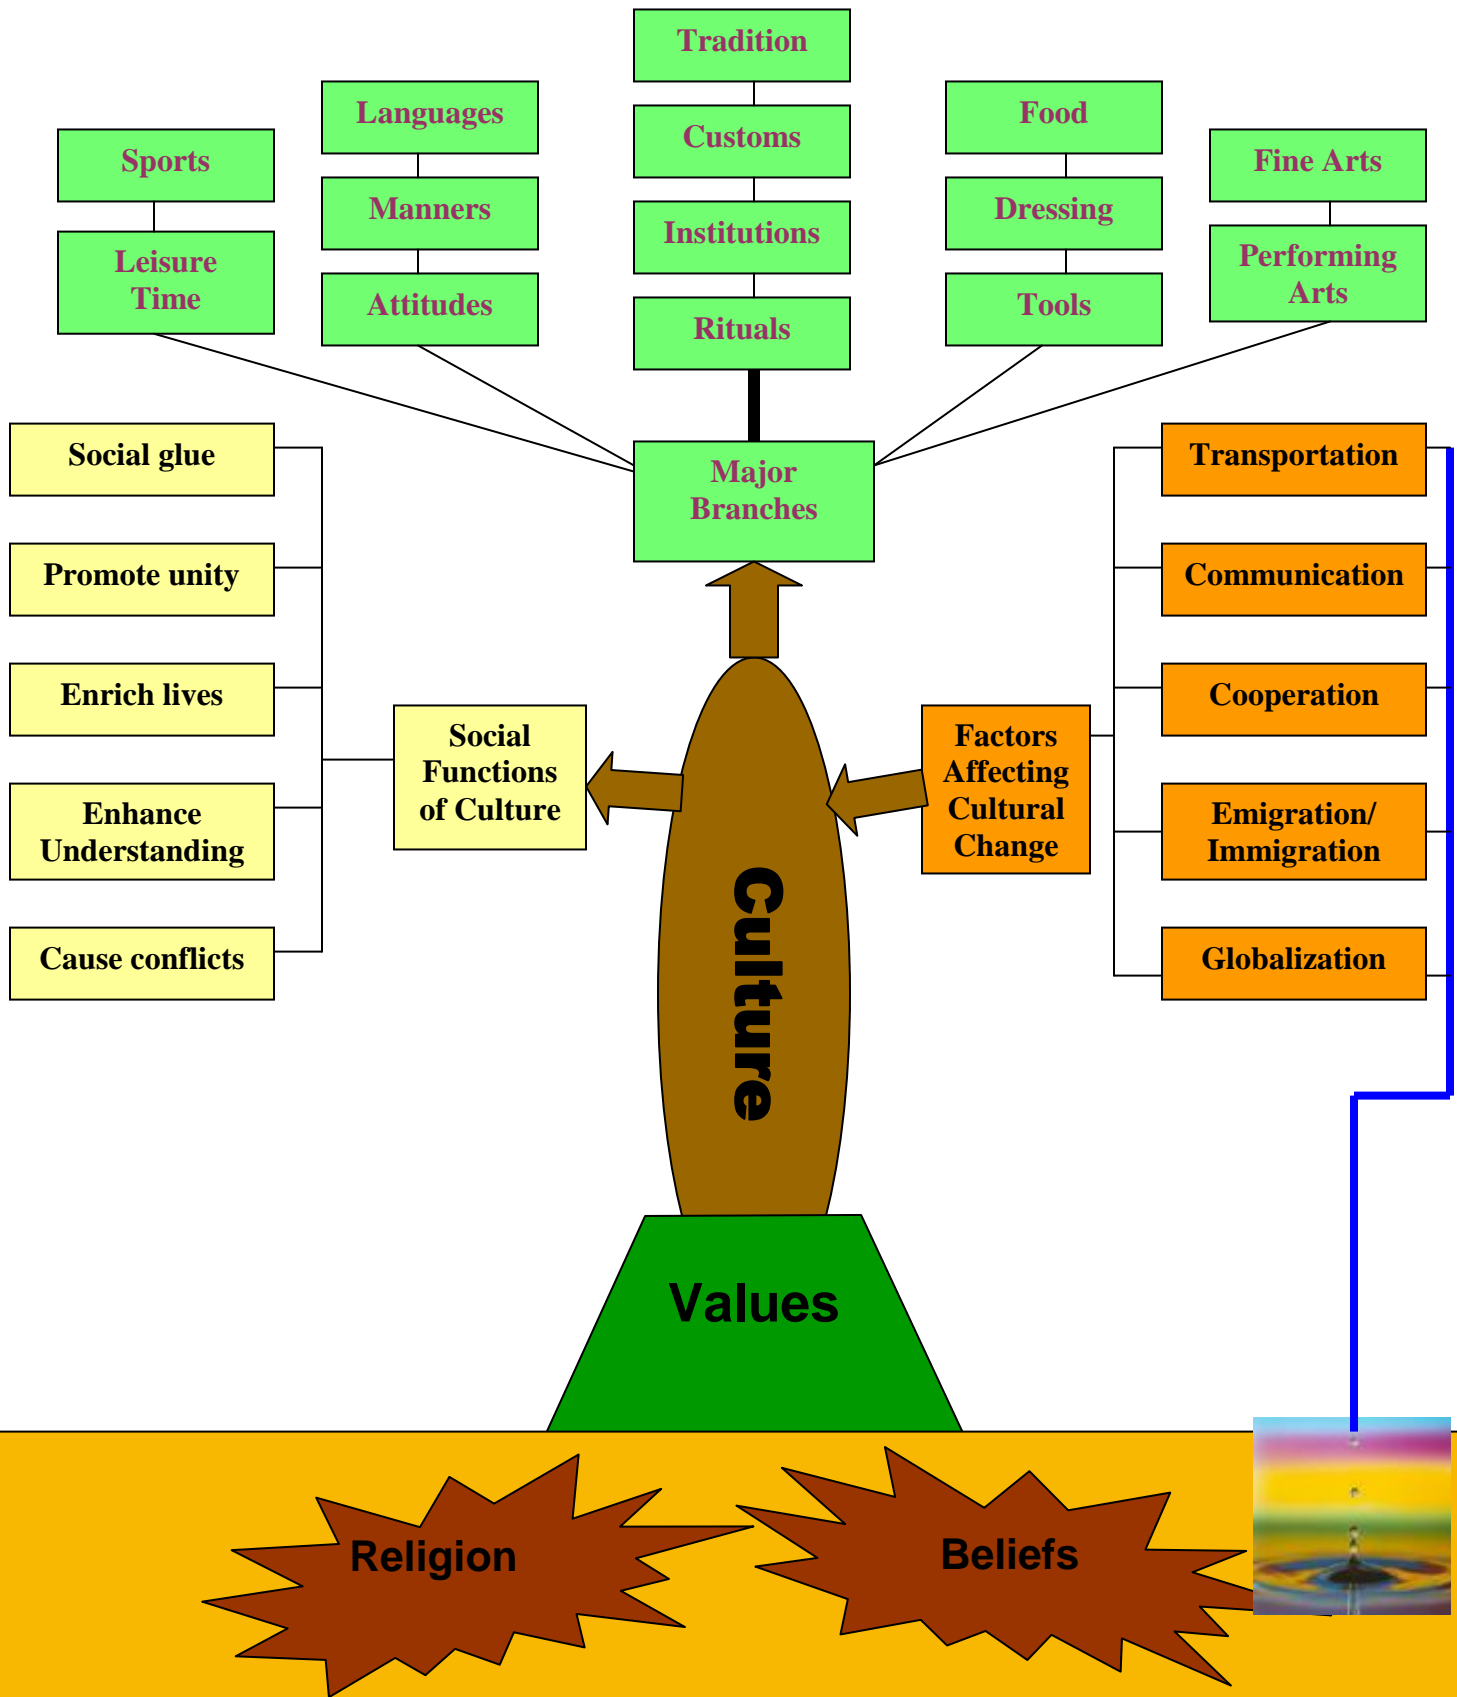 Tradition
Languages
Customs
Food
Sports
Fine Arts
Manners
Institutions
Dressing
Leisure
Time
Performing
Arts
Attitudes
Rituals
Tools
Major
Branches
Social glue
Promote unity
Enrich lives
Enhance
Understanding
Cause conflicts
Social
Functions
of Culture
Factors
Affecting
Cultural
Change
Transportation
Communication
Cooperation
Emigration/
Immigration
Globalization
Culture
Values
Religion
Beliefs